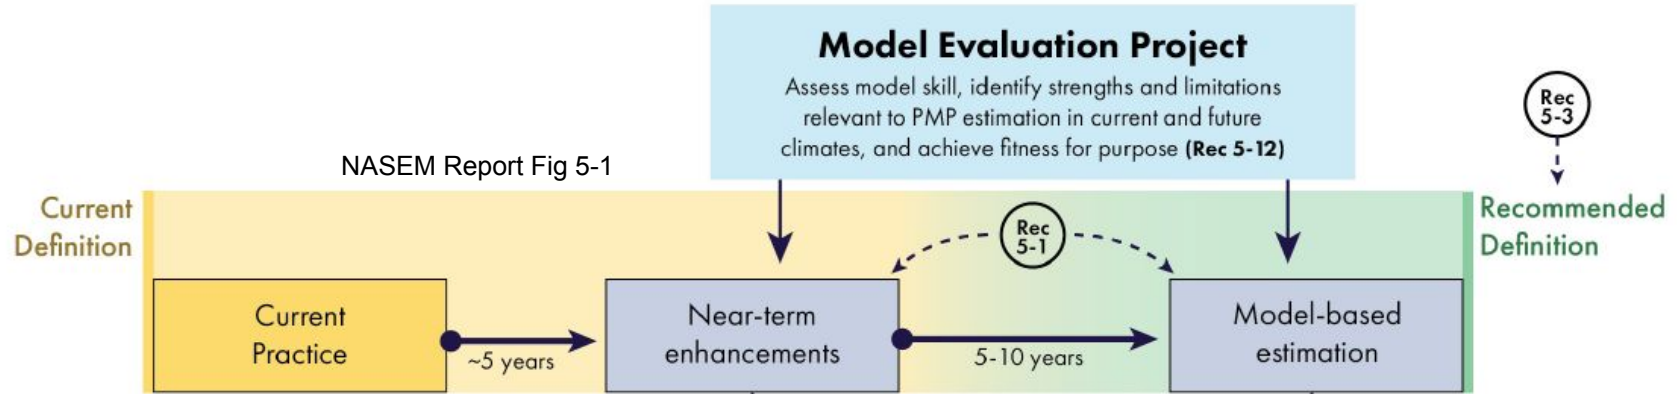 Model Evaluation Project
Assess model skill, identify strengths and limitations
relevant to PMP estimation in current and future
climates, and achieve fitness for purpose (Rec 5-12)
Rec
5-3
NASEM Report Fig 5-1
Current
Definition
Recommended
Definition
Rec
5-1
Current
Practice
~5 years
Near-term
enhancements
5-10 years
Model-based
estimation